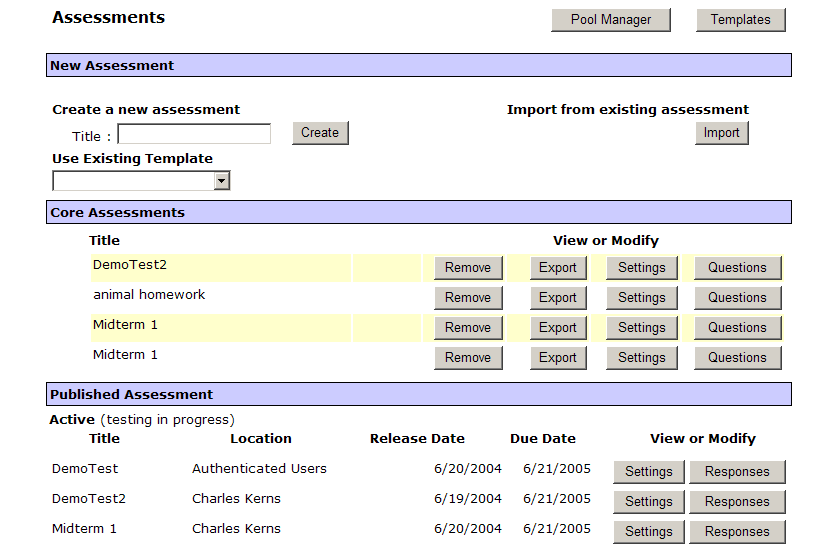 Assessments Pool Manager Templates
New Assessment
Create a new assessment Import from existing assessment
Title : Create Import
Use Existing Template
Core Assessments
Title View or Modify
DemoTest2 Remove Export Settings Questions
animal homework Remove Export Settings Questions
Midterm 1 Remove Export Settings Questions
Midterm 1 Remove Export Settings Questions
Published Assessment
Active (testing in progress)
Title Location Release Date Due Date View or Modify
DemoTest Authenticated Users 6/20/2004 6/21/2005 Settings Responses
DemoTest2 Charles Kerns 6/19/2004 6/21/2005 Settings Responses
Midterm 1 Charles Kerns 6/20/2004 6/21/2005 Settings Responses